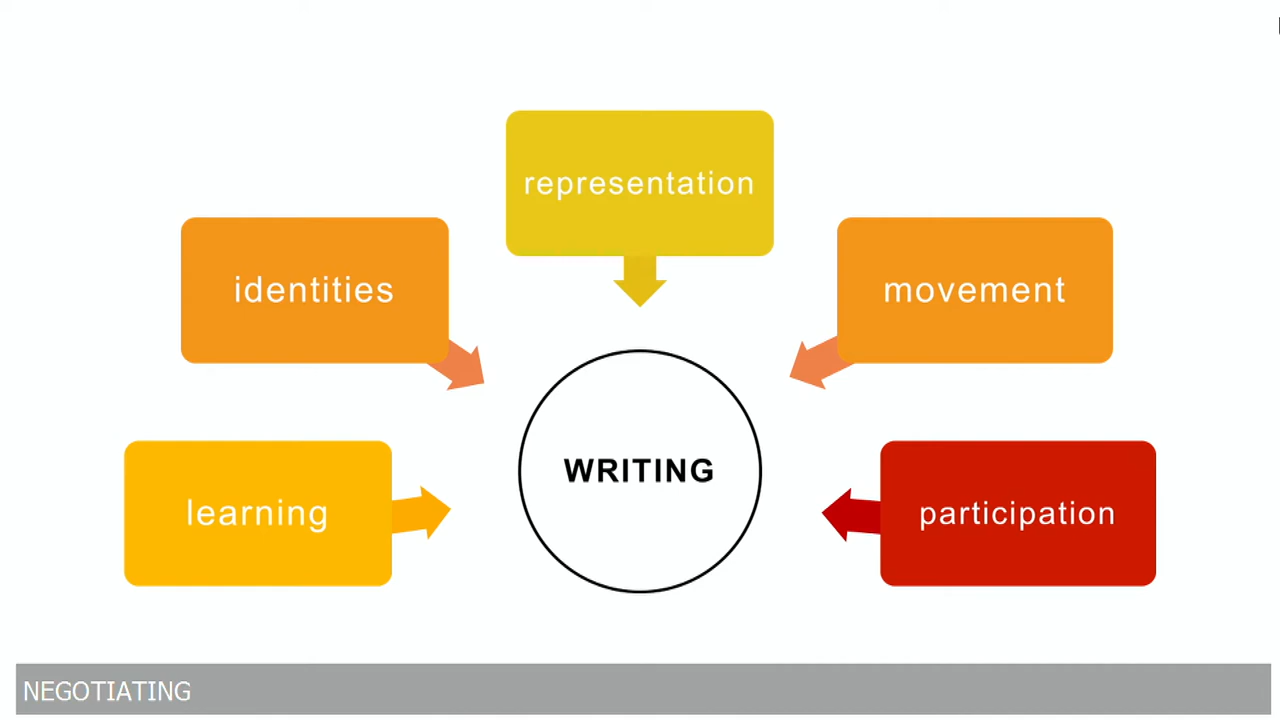 representation
identities
movement
WRITING
learning
participation
NEGOTIATING